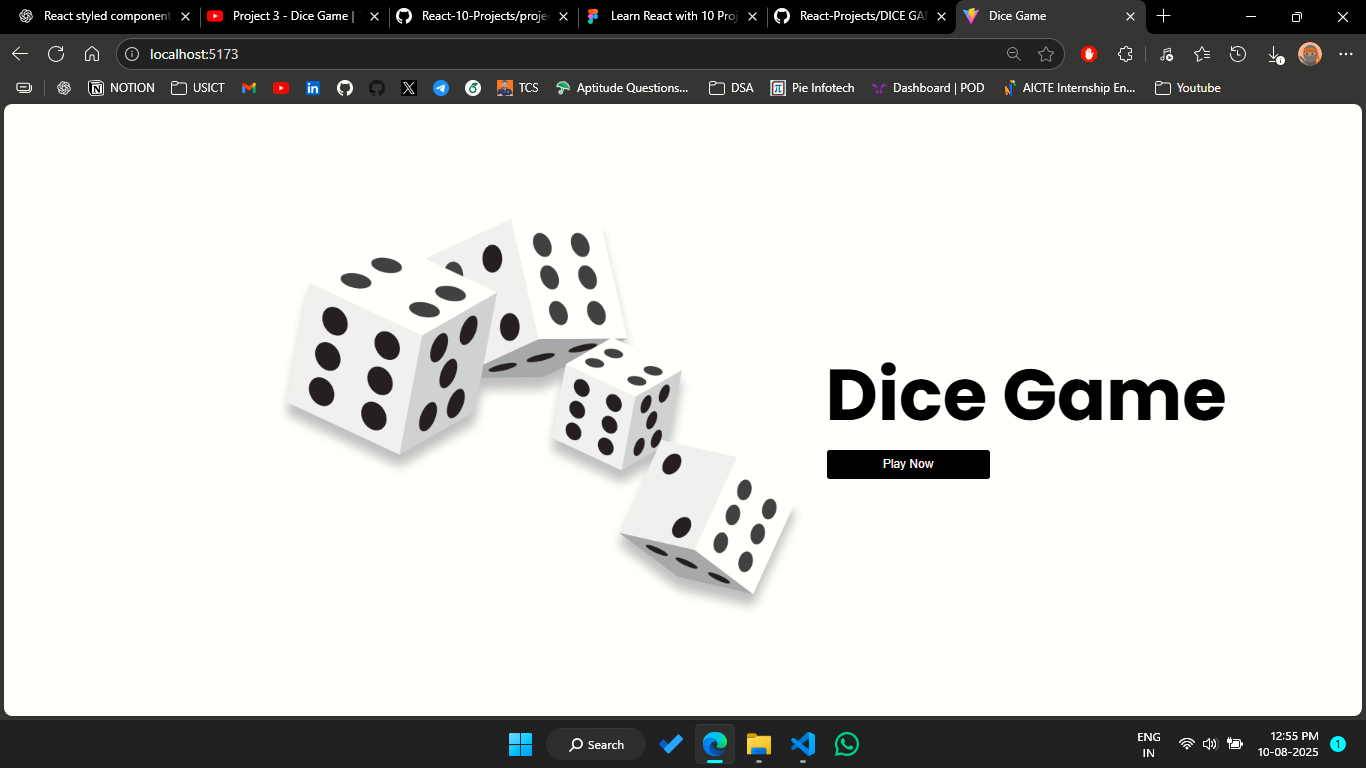 React styled component
Project 3 - Dice Game |
React-10-Projects/proje
Learn React with 10 Proj
React-Projects/DICE GAM
Dice Game
localhost:5173
NOTION
USICT
TCS
Aptitude Questions...
DSA
Pie Infotech
Dashboard | POD
AICTE Internship En...
Youtube
Dice Game
Play Now
Search
ENG
IN
12:55 PM
10-08-2025
1